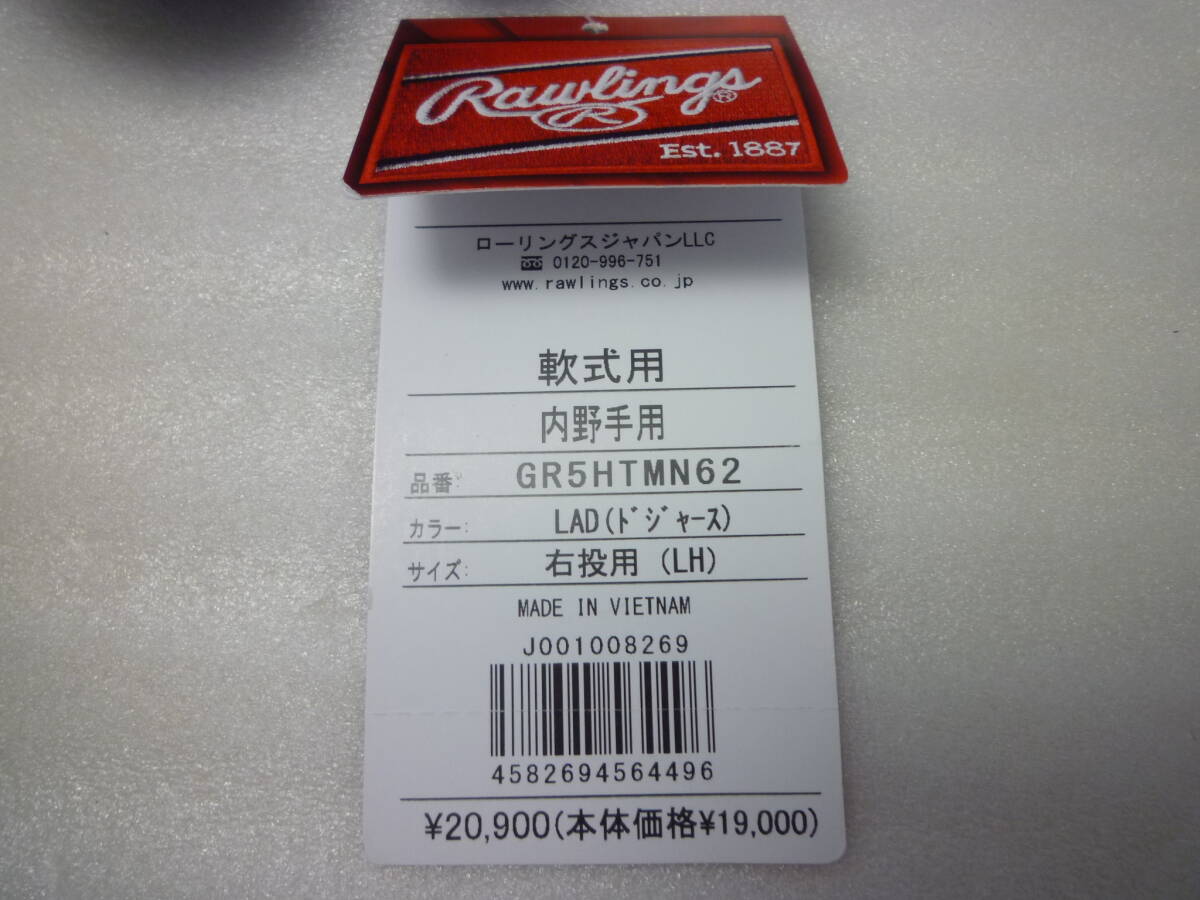 Rawlings®
R
Est. 1887
ローリングスジャパンLLC
0120-996-751
www.rawlings.co.jp
軟式用
内野手用
品番: GR5HTMN62
カラー: LAD(ﾄﾞｼﾞｬｰｽ)
サイズ: 右投用 (LH)
MADE IN VIETNAM
J001008269
4582694564496
¥20,900(本体価格¥19,000)